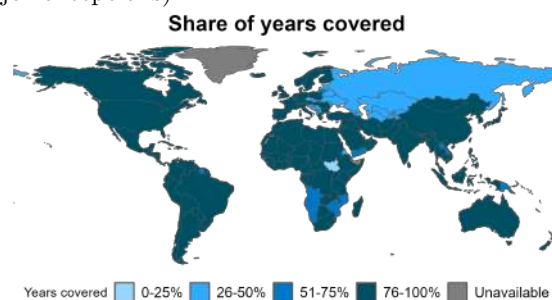 Share of years covered
Years covered 0-25% 26-50% 51-75% 76-100% Unavailable